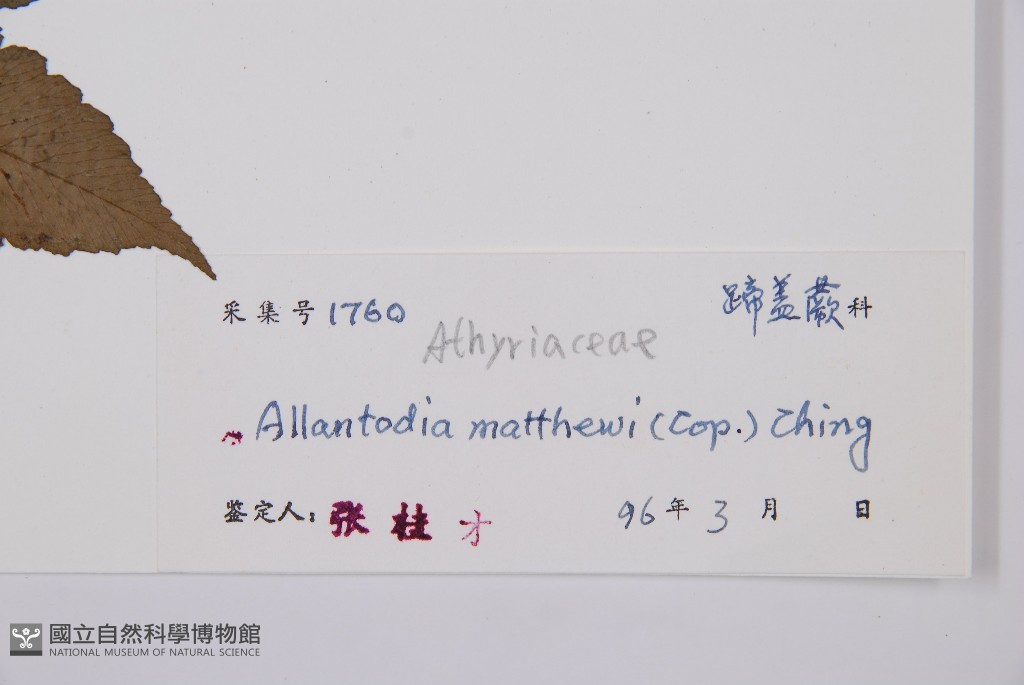 采集号 1760 蹄盖蕨科
Athyriaceae
Allantodia matthewi (Cop.) Ching
鉴定人: 张桂才 96年3月 日
國立自然科學博物館
NATIONAL MUSEUM OF NATURAL SCIENCE